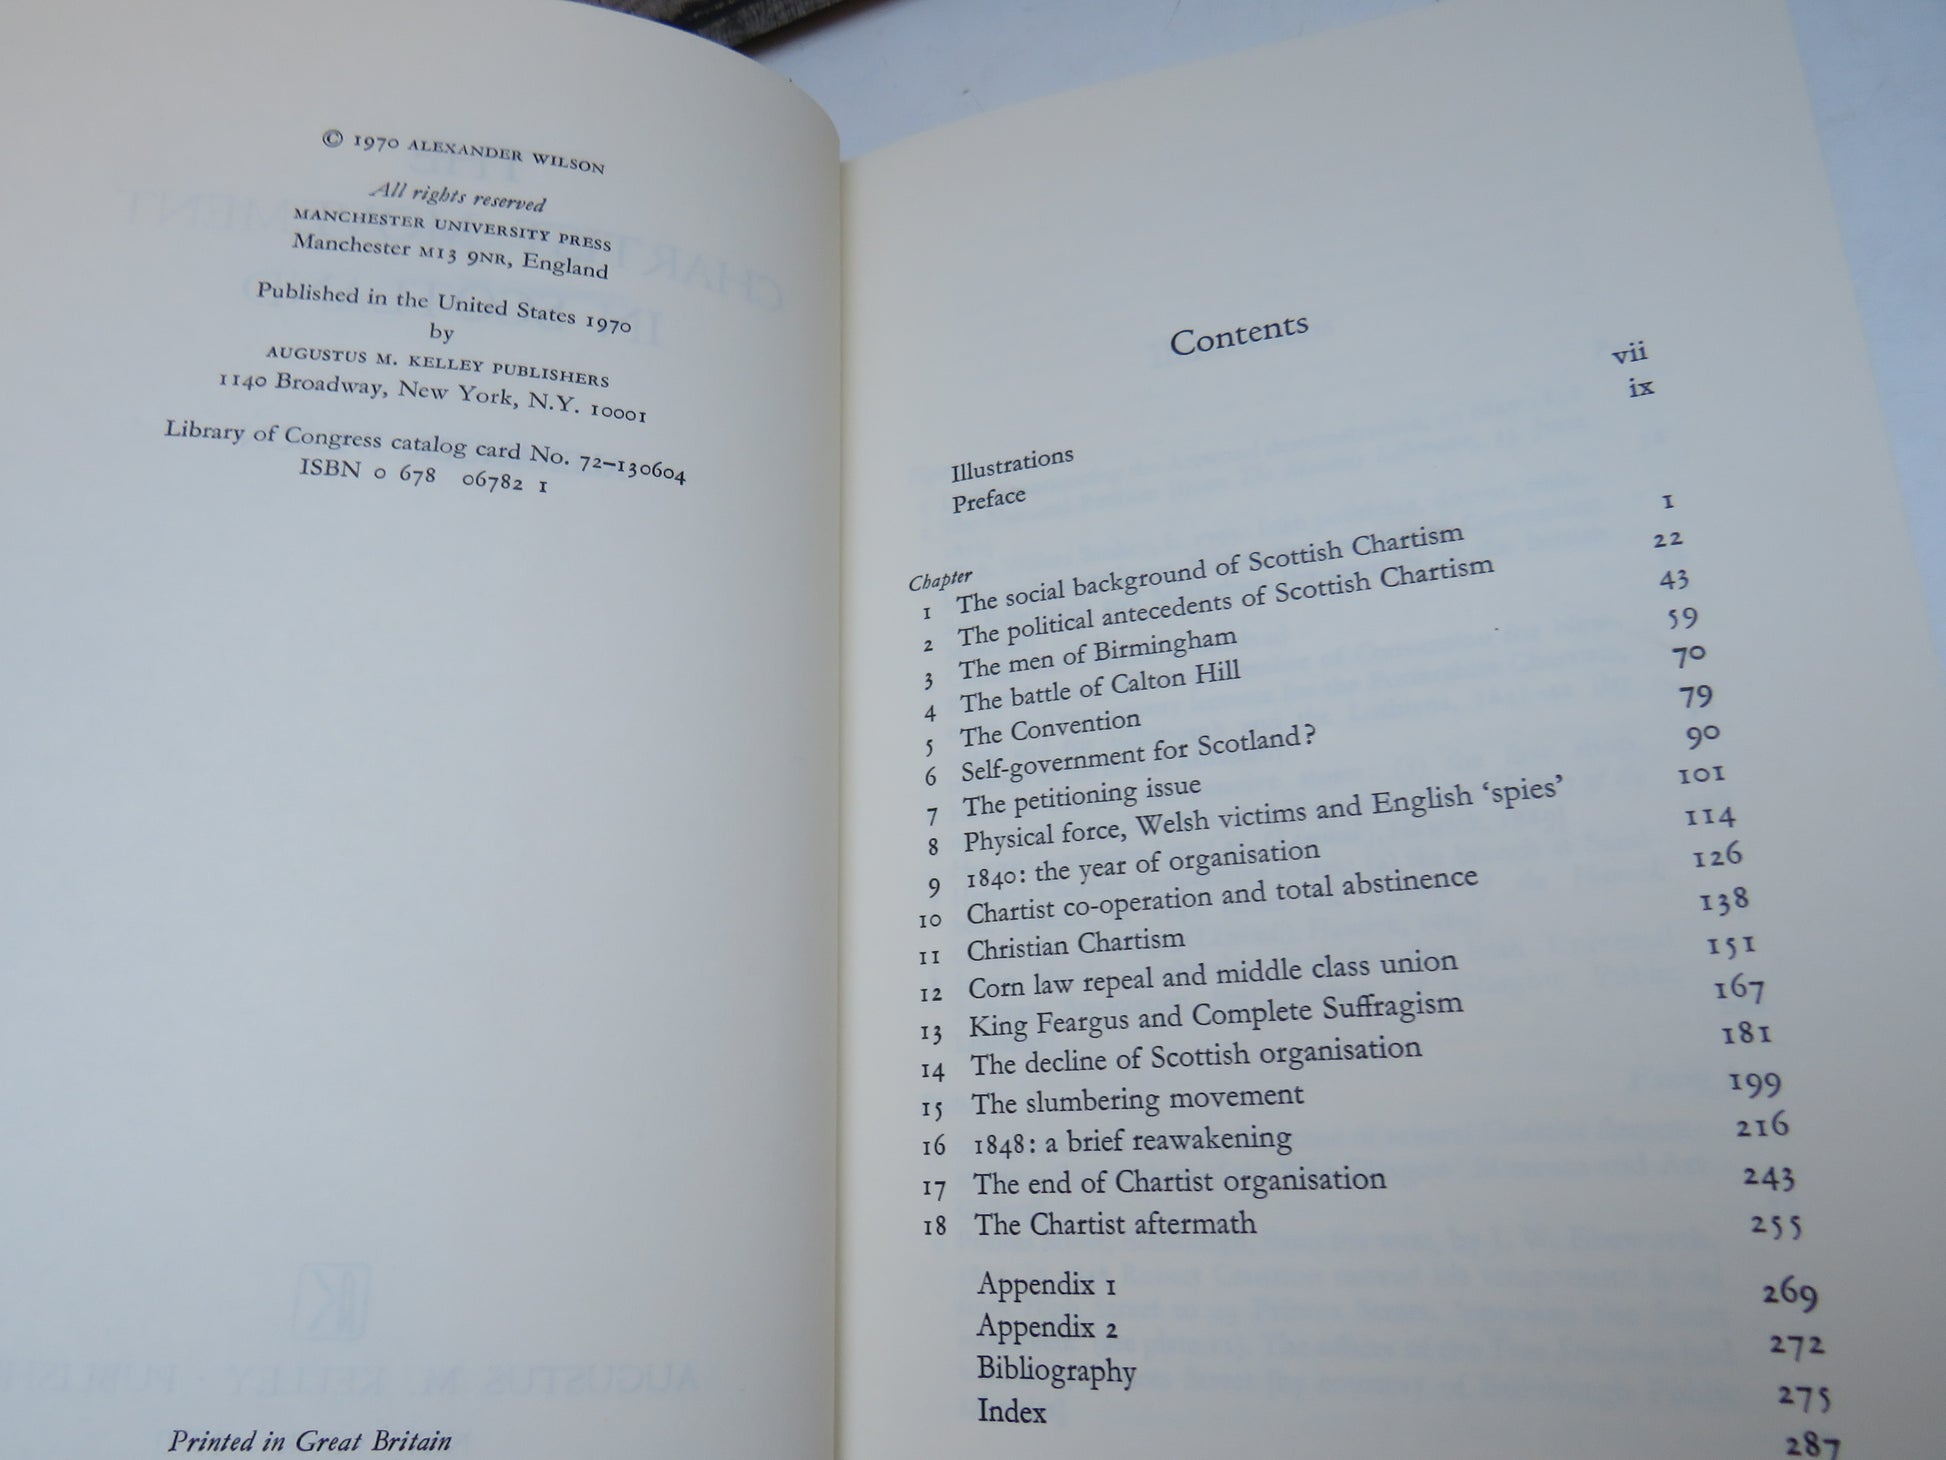 © 1970 ALEXANDER WILSON
All rights reserved
MANCHESTER UNIVERSITY PRESS
Manchester M13 9NR, England
Published in the United States 1970
by
AUGUSTUS M. KELLEY PUBLISHERS
1140 Broadway, New York, N.Y. 10001
Library of Congress catalog card No. 72–130604
ISBN 0 678 06782 1
Printed in Great Britain
Contents
Illustrations vii
Preface ix
Chapter
1 The social background of Scottish Chartism 1
2 The political antecedents of Scottish Chartism 22
3 The men of Birmingham 43
4 The battle of Calton Hill 59
5 The Convention 70
6 Self-government for Scotland? 79
7 The petitioning issue 90
8 Physical force, Welsh victims and English ‘spies’ 101
9 1840: the year of organisation 114
10 Chartist co-operation and total abstinence 126
11 Christian Chartism 138
12 Corn law repeal and middle class union 151
13 King Feargus and Complete Suffragism 167
14 The decline of Scottish organisation 181
15 The slumbering movement 199
16 1848: a brief reawakening 216
17 The end of Chartist organisation 243
18 The Chartist aftermath 255
Appendix 1 269
Appendix 2 272
Bibliography 275
Index 287